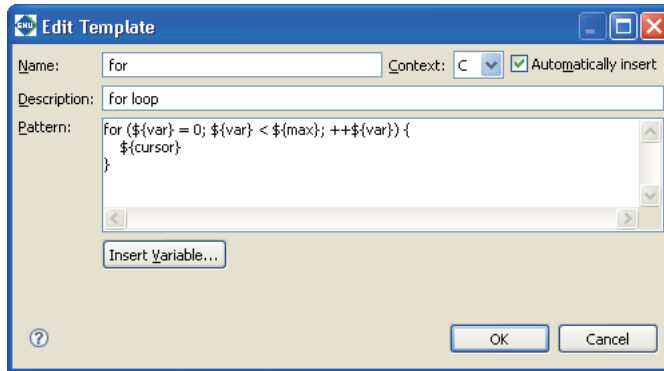 GHU Edit Template
Name: for Context: C Automatically insert
Description: for loop
Pattern: for (${var} = 0; ${var} < ${max}; ++${var}) {
${cursor}
}
Insert Variable...
? OK Cancel